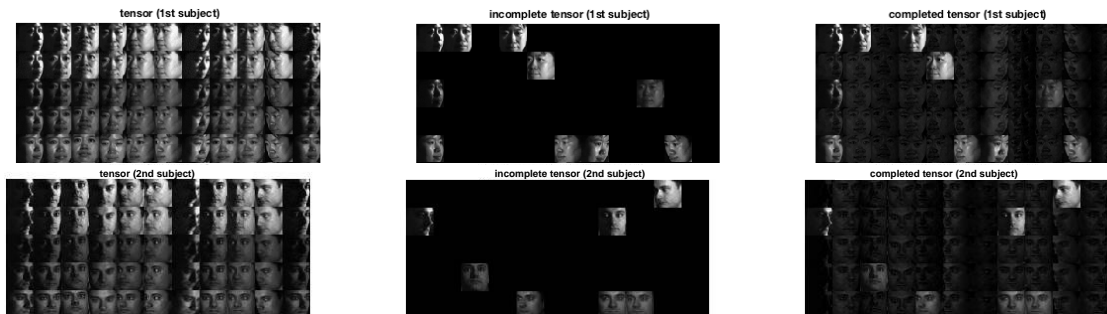 tensor (1st subject)
incomplete tensor (1st subject)
completed tensor (1st subject)
tensor (2nd subject)
incomplete tensor (2nd subject)
completed tensor (2nd subject)